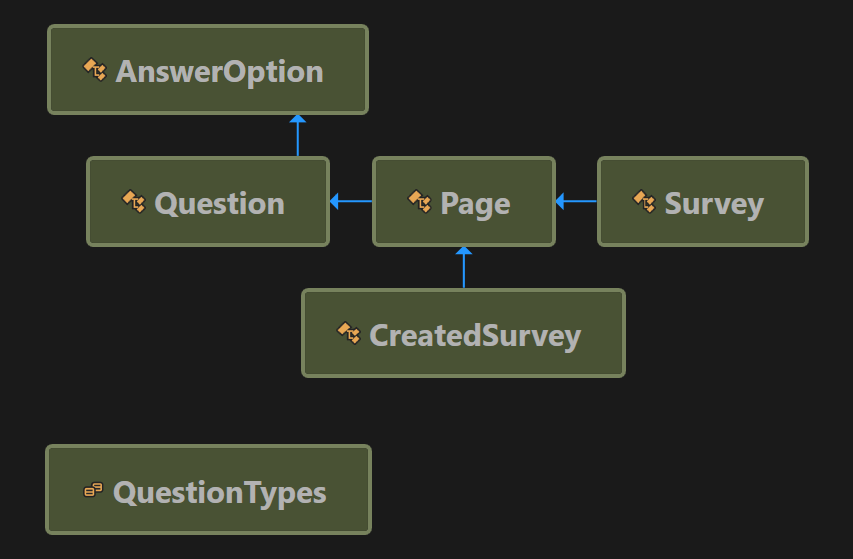 AnswerOption
Question
Page
Survey
CreatedSurvey
QuestionTypes